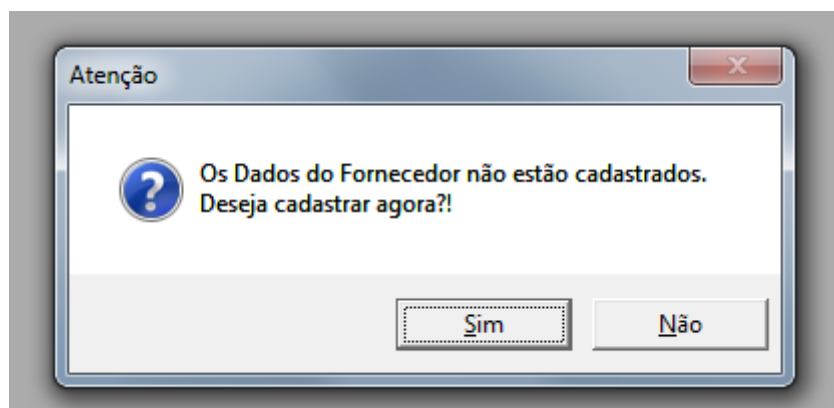 Atenção
Os Dados do Fornecedor não estão cadastrados.
Deseja cadastrar agora?!
Sim
Não